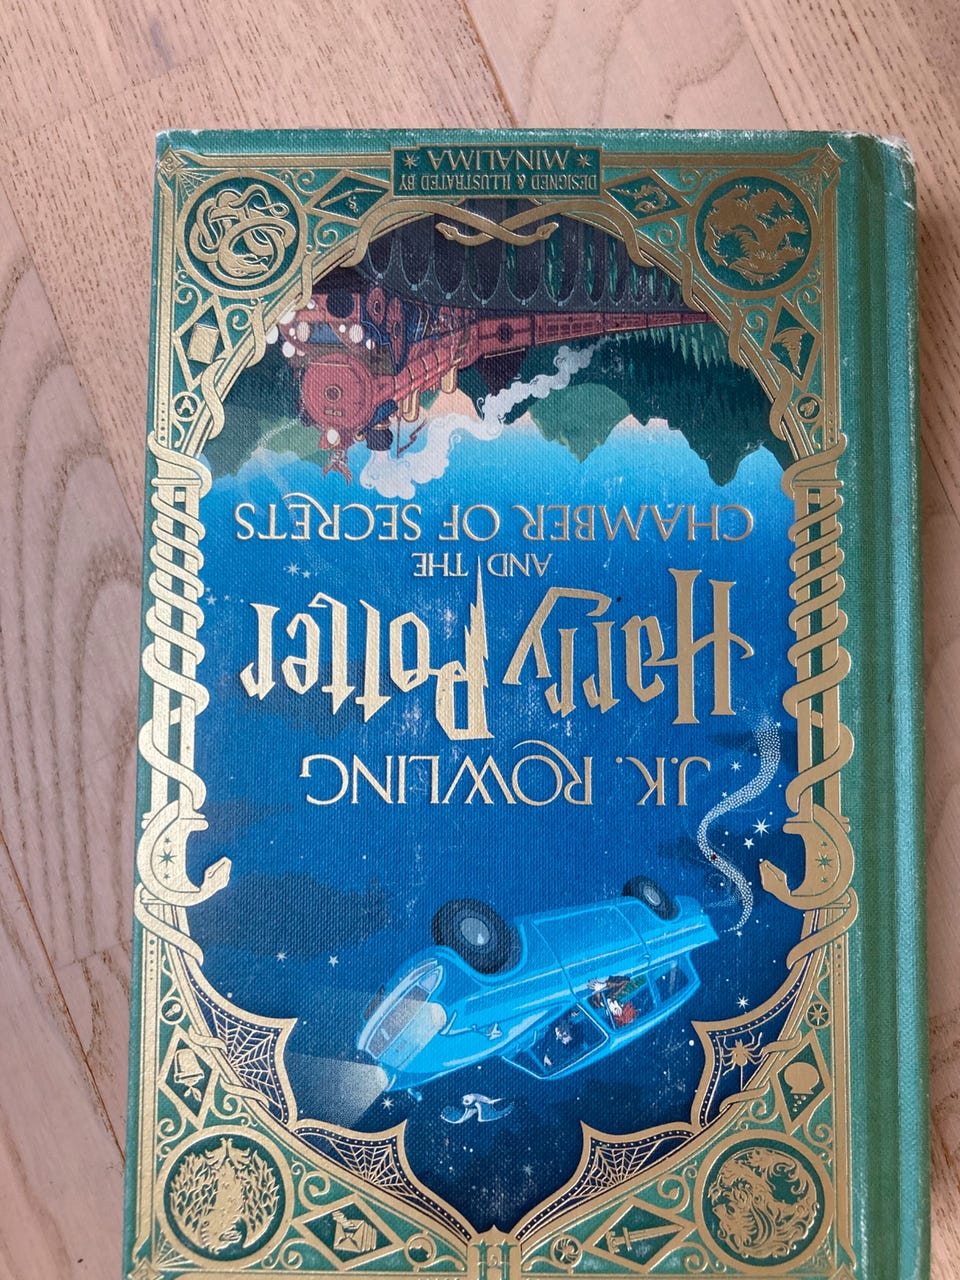 J.K. ROWLING
Harry Potter
AND THE
CHAMBER OF SECRETS
DESIGNED & ILLUSTRATED BY
MINALIMA